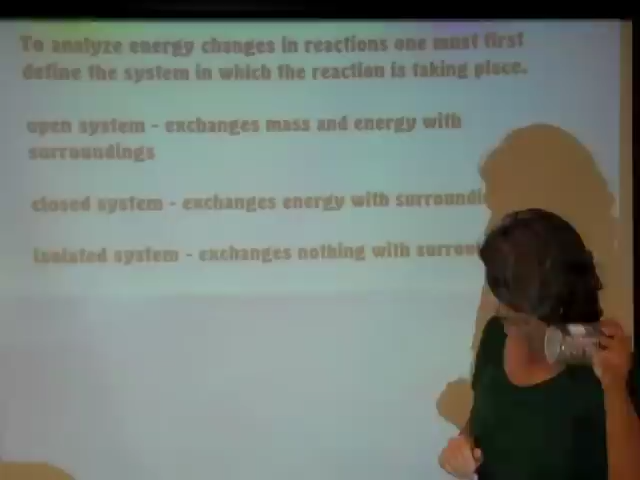 To analyze energy changes in reactions one must first
define the system in which the reaction is taking place.
open system - exchanges mass and energy with
surroundings
closed system - exchanges energy with
isolated system - exchanges nothing with